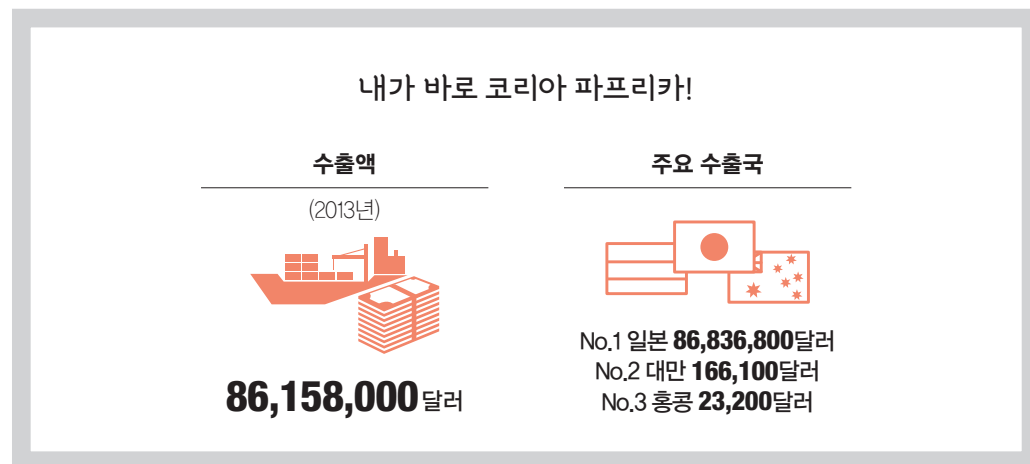 내가 바로 코리아 파프리카!
수출액
(2013년)
86,158,000달러
주요 수출국
No.1 일본 86,836,800달러
No.2 대만 166,100달러
No.3 홍콩 23,200달러